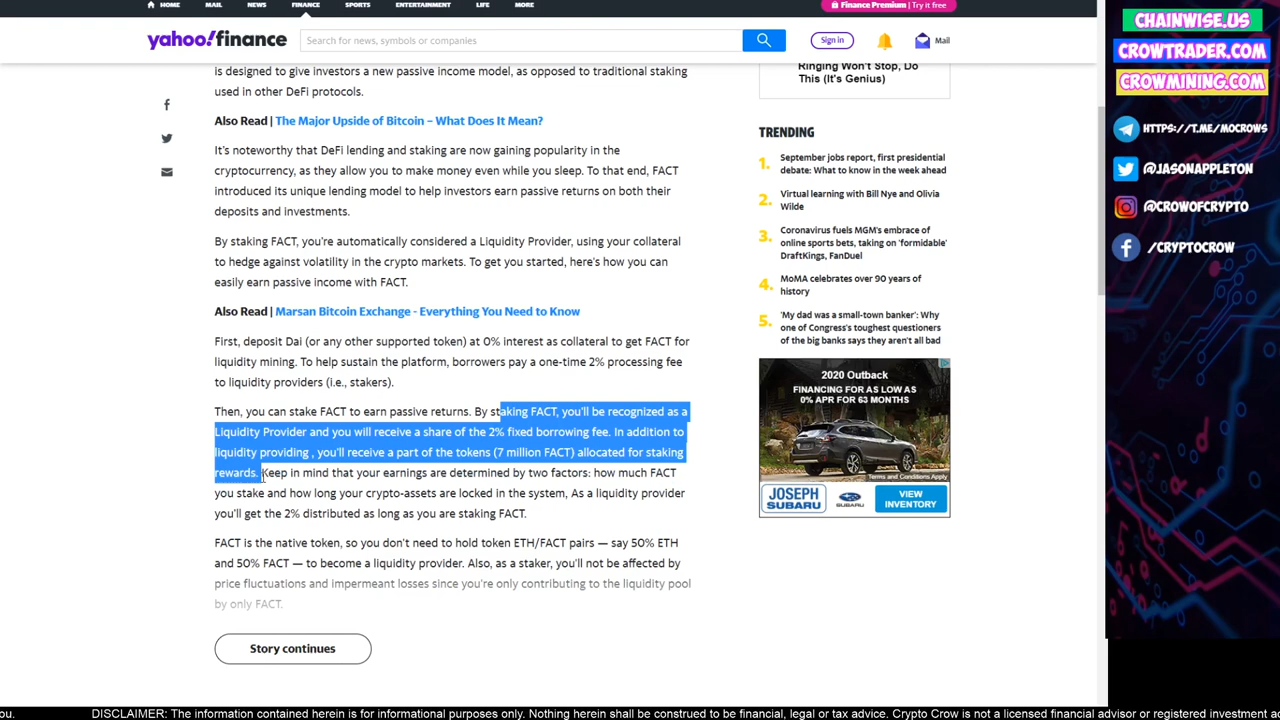 HOME MAIL NEWS FINANCE SPORTS ENTERTAINMENT LIFE MORE
Finance Premium | Try it free
yahoo!finance
Search for news, symbols or companies
Sign in
Mail
is designed to give investors a new passive income model, as opposed to traditional staking
used in other DeFi protocols.
Also Read | The Major Upside of Bitcoin – What Does It Mean?
It's noteworthy that DeFi lending and staking are now gaining popularity in the
cryptocurrency, as they allow you to make money even while you sleep. To that end, FACT
introduced its unique lending model to help investors earn passive returns on both their
deposits and investments.
By staking FACT, you're automatically considered a Liquidity Provider, using your collateral
to hedge against volatility in the crypto markets. To get you started, here's how you can
easily earn passive income with FACT.
Also Read | Marsan Bitcoin Exchange - Everything You Need to Know
First, deposit Dai (or any other supported token) at 0% interest as collateral to get FACT for
liquidity mining. To help sustain the platform, borrowers pay a one-time 2% processing fee
to liquidity providers (i.e., stakers).
Then, you can stake FACT to earn passive returns. By staking FACT, you'll be recognized as a
Liquidity Provider and you will receive a share of the 2% fixed borrowing fee. In addition to
liquidity providing , you'll receive a part of the tokens (7 million FACT) allocated for staking
rewards. Keep in mind that your earnings are determined by two factors: how much FACT
you stake and how long your crypto-assets are locked in the system, As a liquidity provider
you'll get the 2% distributed as long as you are staking FACT.
FACT is the native token, so you don't need to hold token ETH/FACT pairs — say 50% ETH
and 50% FACT — to become a liquidity provider. Also, as a staker, you'll not be affected by
price fluctuations and impermeant losses since you're only contributing to the liquidity pool
by only FACT.
Story continues
Ringing Won't Stop, Do
This (It's Genius)
TRENDING
1. September jobs report, first presidential
debate: What to know in the week ahead
2. Virtual learning with Bill Nye and Olivia
Wilde
3. Coronavirus fuels MGM's embrace of
online sports bets, taking on 'formidable'
DraftKings, FanDuel
4. MoMA celebrates over 90 years of
history
5. 'My dad was a small-town banker': Why
one of Congress's toughest questioners
of the big banks says they aren't all bad
2020 Outback
FINANCING FOR AS LOW AS
0% APR FOR 63 MONTHS
Terms and Conditions Apply
JOSEPH
SUBARU
SUBARU
VIEW
INVENTORY
CHAINWISE.US
CROWTRADER.COM
CROWMINING.COM
HTTPS://T.ME/MOCROWS
@JASONAPPLETON
@CROWOFCRYPTO
/CRYPTOCROW
you. DISCLAIMER: The information contained herein is for informational purposes only. Nothing herein shall be construed to be financial, legal or tax advice. Crypto Crow is not a licensed financial advisor or registered investment a